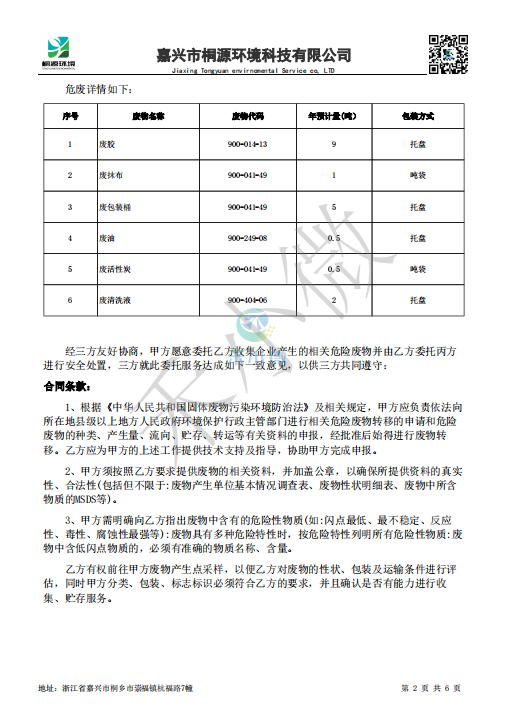 桐源环境
嘉兴市桐源环境科技有限公司
Jiaxing Tongyuan envirnomental Service co, LTD
危废详情如下:
序号 废物名称 废物代码 年预计量(吨) 包装方式
1 废胶 900-014-13 9 托盘
2 废抹布 900-041-49 1 吨袋
3 废包装桶 900-041-49 5 托盘
4 废油 900-249-08 0.5 托盘
5 废活性炭 900-041-49 0.5 吨袋
6 废清洗液 900-404-06 2 托盘
经三方友好协商，甲方愿意委托乙方收集企业产生的相关危险废物并由乙方委托丙方
进行安全处置，三方就此委托服务达成如下一致意见，以供三方共同遵守:
合同条款:
1、根据《中华人民共和国固体废物污染环境防治法》及相关规定，甲方应负责依法向
所在地县级以上地方人民政府环境保护行政主管部门进行相关危险废物转移的申请和危险
废物的种类、产生量、流向、贮存、转运等有关资料的申报，经批准后始得进行废物转
移。乙方应为甲方的上述工作提供技术支持及指导，协助甲方完成申报。
2、甲方须按照乙方要求提供废物的相关资料，并加盖公章，以确保所提供资料的真实
性、合法性(包括但不限于:废物产生单位基本情况调查表、废物性状明细表、废物中所含
物质的MSDS等)。
3、甲方需明确向乙方指出废物中含有的危险性物质(如:闪点最低、最不稳定、反应
性、毒性、腐蚀性最强等):废物具有多种危险特性时，按危险特性列明所有危险性物质:废
物中含低闪点物质的，必须有准确的物质名称、含量。
乙方有权前往甲方废物产生点采样，以便乙方对废物的性状、包装及运输条件进行评
估，同时甲方分类、包装、标志标识必须符合乙方的要求，并且确认是否有能力进行收
集、贮存服务。
地址: 浙江省嘉兴市桐乡市崇福镇杭福路7幢 第 2 页 共 6 页